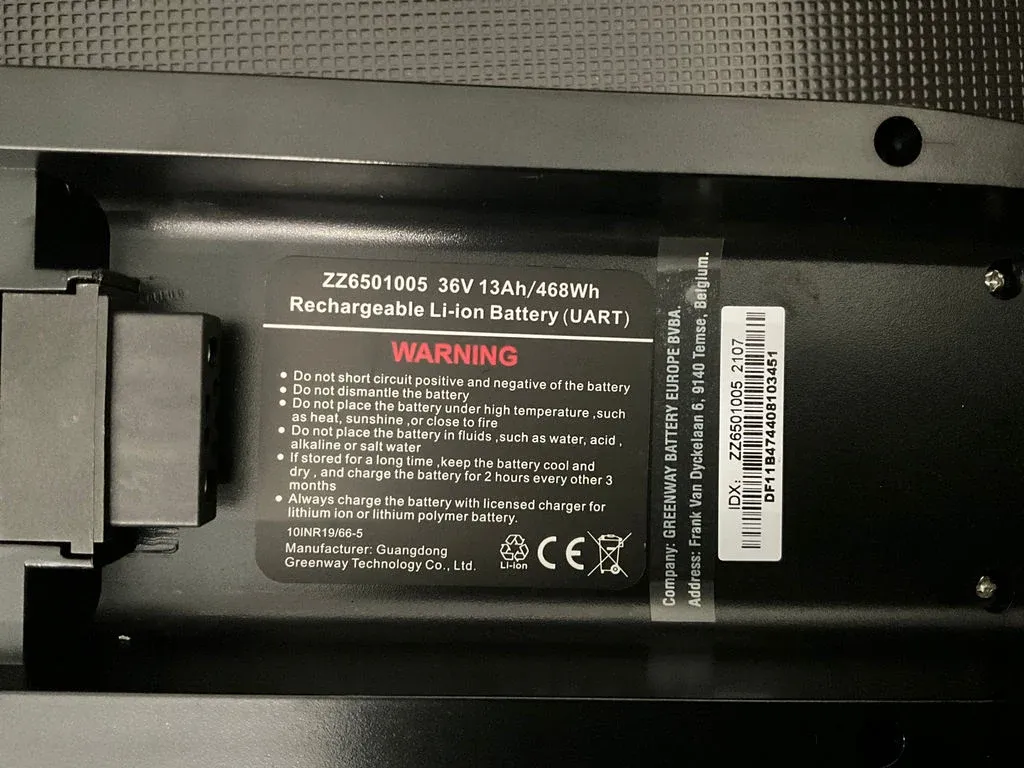 ZZ6501005 36V 13Ah/468Wh
Rechargeable Li-ion Battery (UART)
WARNING
• Do not short circuit positive and negative of the battery
• Do not dismantle the battery
• Do not place the battery under high temperature ,such
as heat, sunshine ,or close to fire
• Do not place the battery in fluids ,such as water, acid ,
alkaline or salt water
• If stored for a long time ,keep the battery cool and
dry , and charge the battery for 2 hours every other 3
months
• Always charge the battery with licensed charger for
lithium ion or lithium polymer battery.
10INR19/66-5
Manufacturer: Guangdong
Greenway Technology Co., Ltd.
Li-ion
CE
Company: GREENWAY BATTERY EUROPE BVBA.
Address: Frank Van Dyckelaan 6, 9140 Temse, Belgium.
IDX: ZZ6501005 2107
DF11B474408103451